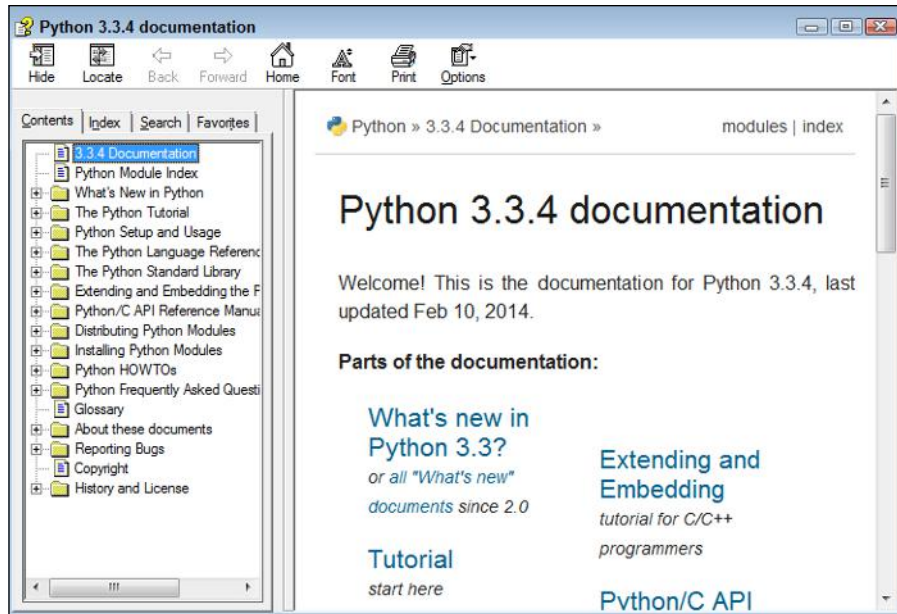 Python 3.3.4 documentation
Hide Locate Back Forward Home Font Print Options
Contents Index Search Favorites
3.3.4 Documentation
Python Module Index
What's New in Python
The Python Tutorial
Python Setup and Usage
The Python Language Referenc
The Python Standard Library
Extending and Embedding the F
Python/C API Reference Manua
Distributing Python Modules
Installing Python Modules
Python HOWTOs
Python Frequently Asked Questi
Glossary
About these documents
Reporting Bugs
Copyright
History and License
Python » 3.3.4 Documentation » modules | index
Python 3.3.4 documentation
Welcome! This is the documentation for Python 3.3.4, last
updated Feb 10, 2014.
Parts of the documentation:
What's new in
Python 3.3?
or all "What's new"
documents since 2.0
Tutorial
start here
Extending and
Embedding
tutorial for C/C++
programmers
Python/C API